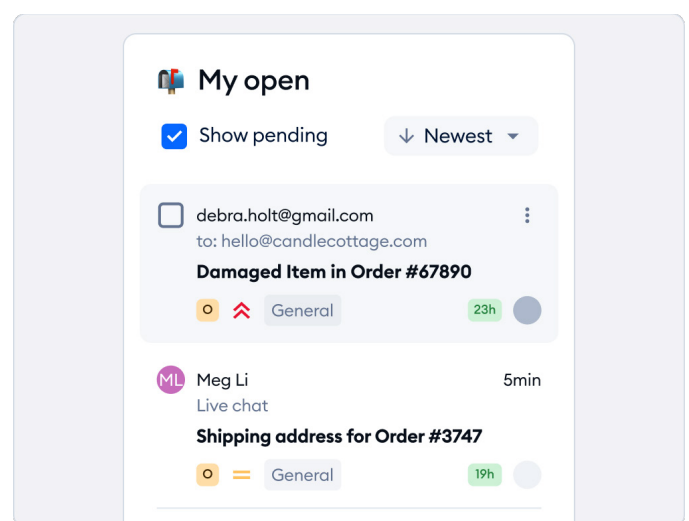 My open
Show pending
Newest
debra.holt@gmail.com
to: hello@candlecottage.com
Damaged Item in Order #67890
O General 23h
ML Meg Li 5min
Live chat
Shipping address for Order #3747
O General 19h